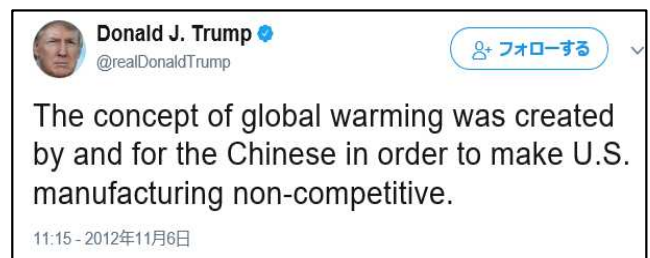 Donald J. Trump
@realDonaldTrump
フォローする
The concept of global warming was created
by and for the Chinese in order to make U.S.
manufacturing non-competitive.
11:15 - 2012年11月6日